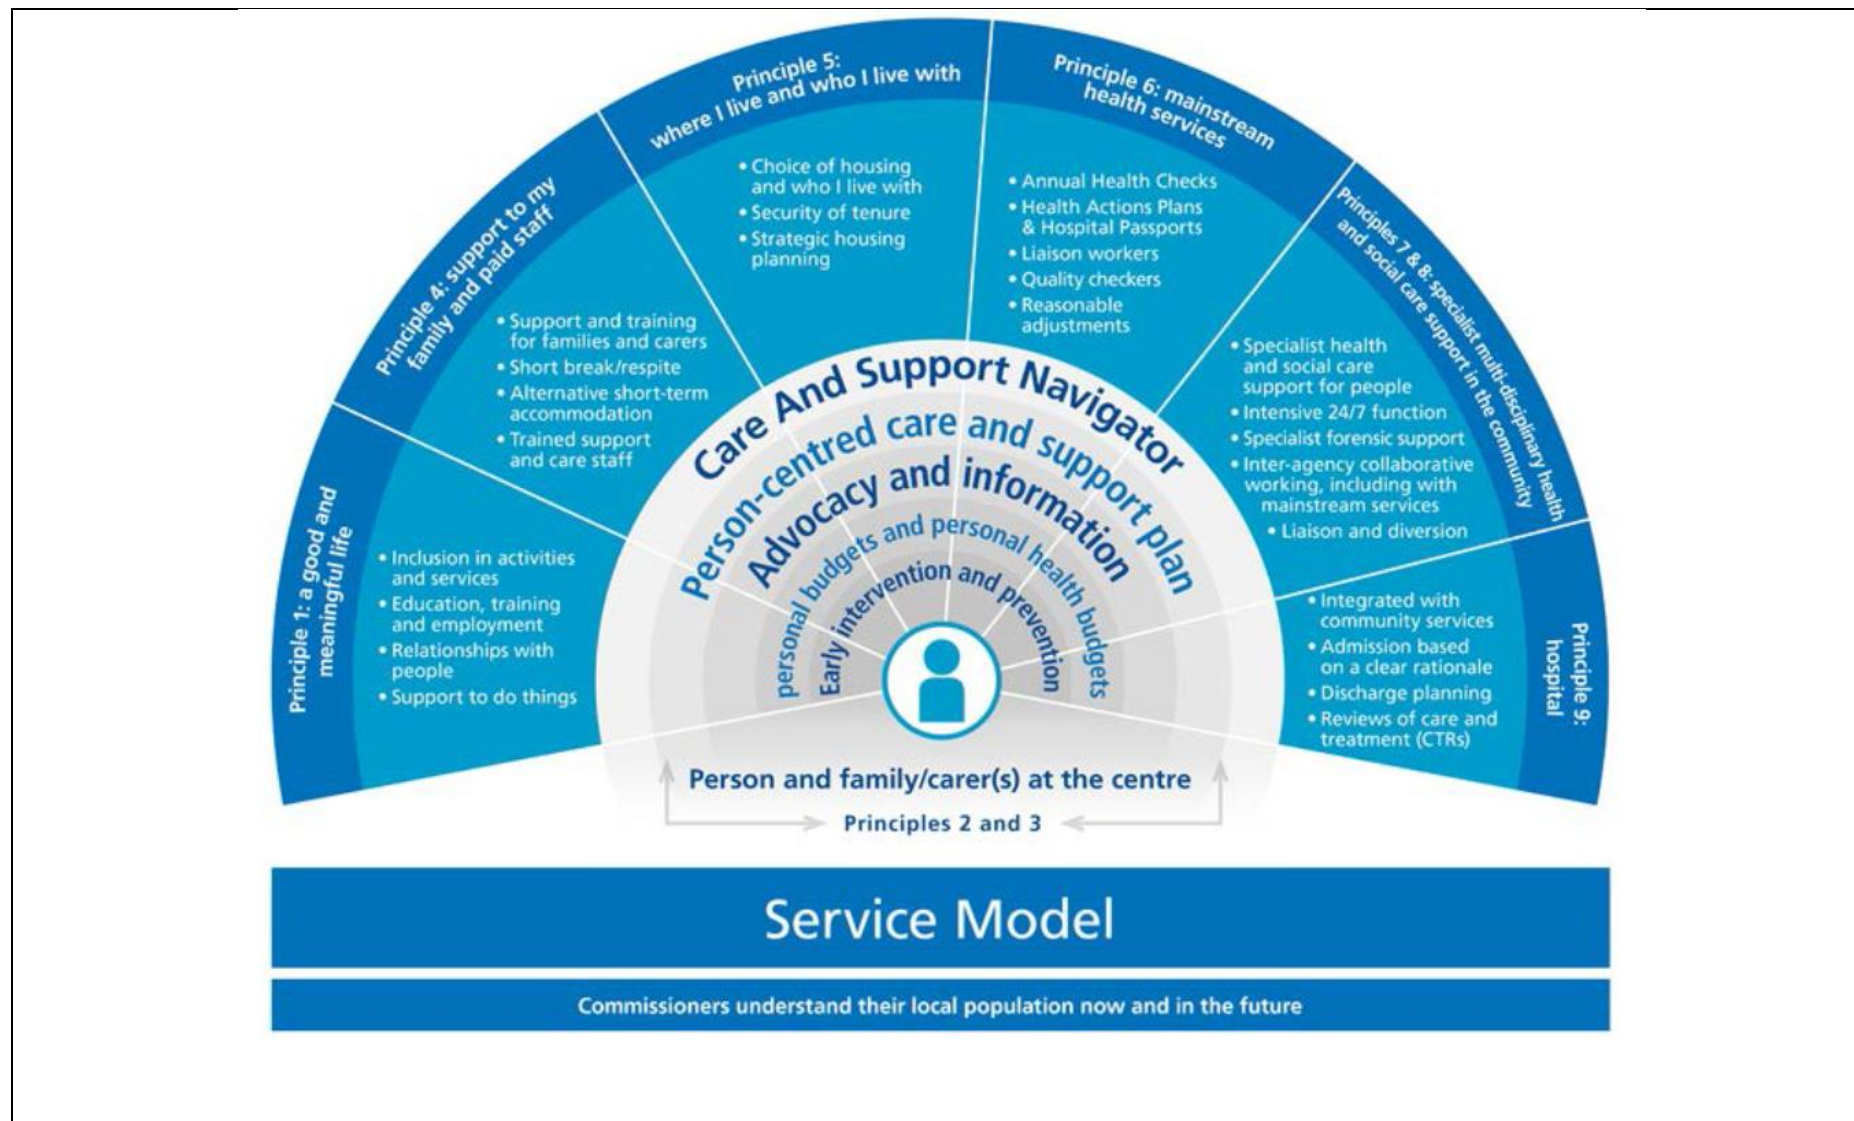 Principle 1: a good and
meaningful life
• Inclusion in activities
and services
• Education, training
and employment
• Relationships with
people
• Support to do things
Principle 4: support to my
family and paid staff
• Support and training
for families and carers
• Short break/respite
• Alternative short-term
accommodation
• Trained support
and care staff
Principle 5:
where I live and who I live with
• Choice of housing
and who I live with
• Security of tenure
• Strategic housing
planning
Principle 6: mainstream
health services
• Annual Health Checks
• Health Actions Plans
& Hospital Passports
• Liaison workers
• Quality checkers
• Reasonable
adjustments
Principles 7 & 8: specialist multi-disciplinary health
and social care support in the community
• Specialist health
and social care
support for people
• Intensive 24/7 function
• Specialist forensic support
• Inter-agency collaborative
working, including with
mainstream services
• Liaison and diversion
Principle 9:
hospital
• Integrated with
community services
• Admission based
on a clear rationale
• Discharge planning
• Reviews of care and
treatment (CTRs)
Care And Support Navigator
Person-centred care and support plan
Advocacy and information
personal budgets and personal health budgets
Early intervention and prevention
Person and family/carer(s) at the centre
Principles 2 and 3
Service Model
Commissioners understand their local population now and in the future